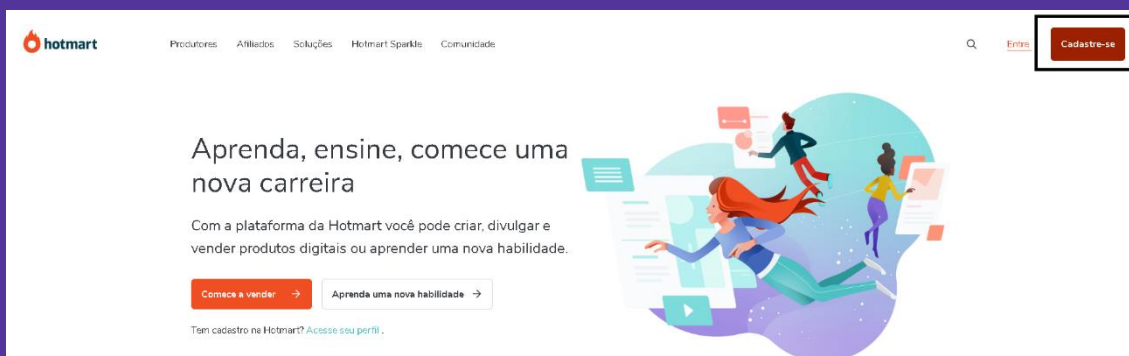 hotmart
Produtores Afiliados Soluções Hotmart Sparkle Comunidade
Entre Cadastre-se
Aprenda, ensine, comece uma
nova carreira
Com a plataforma da Hotmart você pode criar, divulgar e
vender produtos digitais ou aprender uma nova habilidade.
Comece a vender → Aprenda uma nova habilidade →
Tem cadastro na Hotmart? Acesse seu perfil .